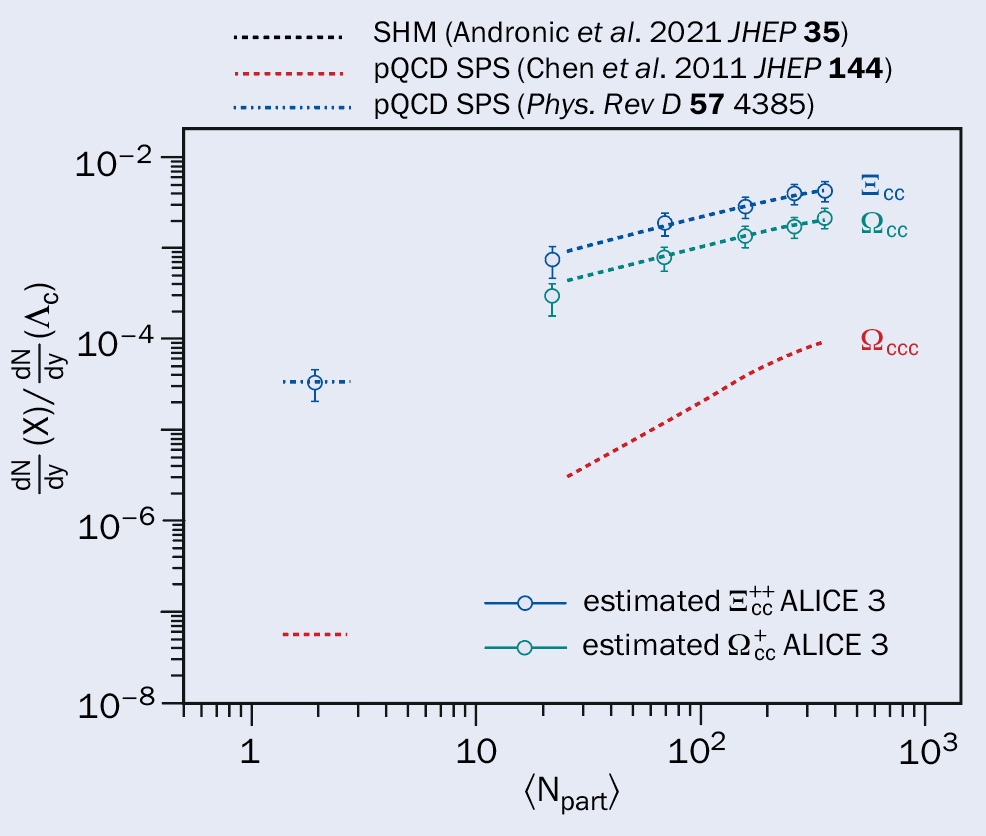 SHM (Andronic et al. 2021 JHEP 35)
pQCD SPS (Chen et al. 2011 JHEP 144)
pQCD SPS (Phys. Rev D 57 4385)
10⁻²
10⁻⁴
10⁻⁶
10⁻⁸
dN/dy (X)/ dN/dy (Λc)
Ξcc
Ωcc
Ωccc
estimated Ξcc⁺⁺ ALICE 3
estimated Ωcc⁺ ALICE 3
1 10 10² 10³
⟨Npart⟩